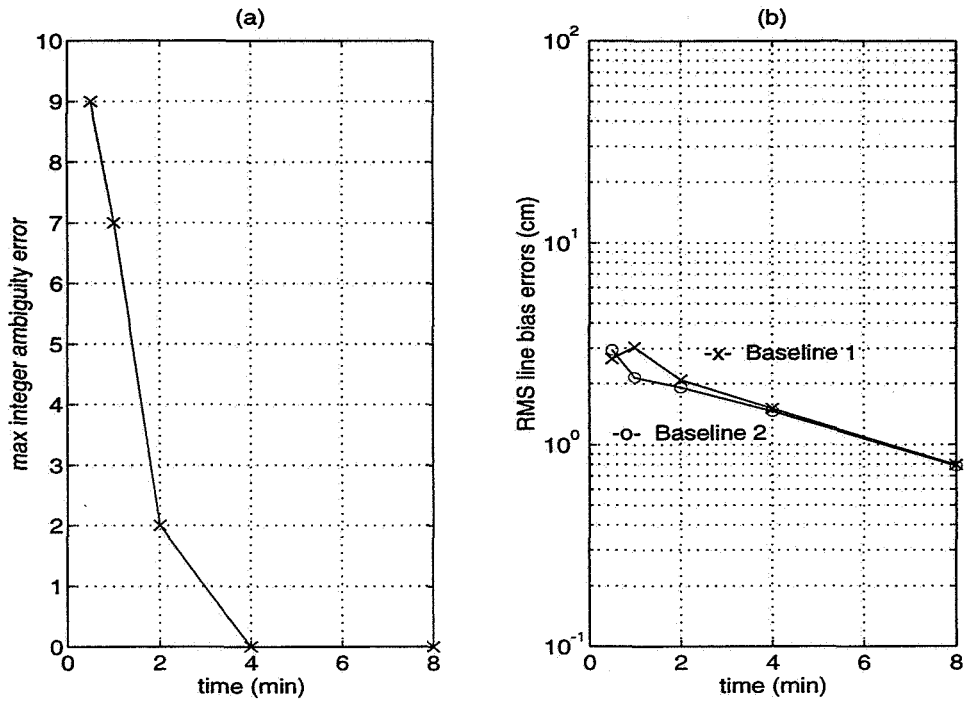 (a)
10
9
8
7
6
5
4
3
2
1
0
max integer ambiguity error
0 2 4 6 8
time (min)
(b)
10^2
10^1
10^0
10^-1
RMS line bias errors (cm)
-x- Baseline 1
-o- Baseline 2
0 2 4 6 8
time (min)